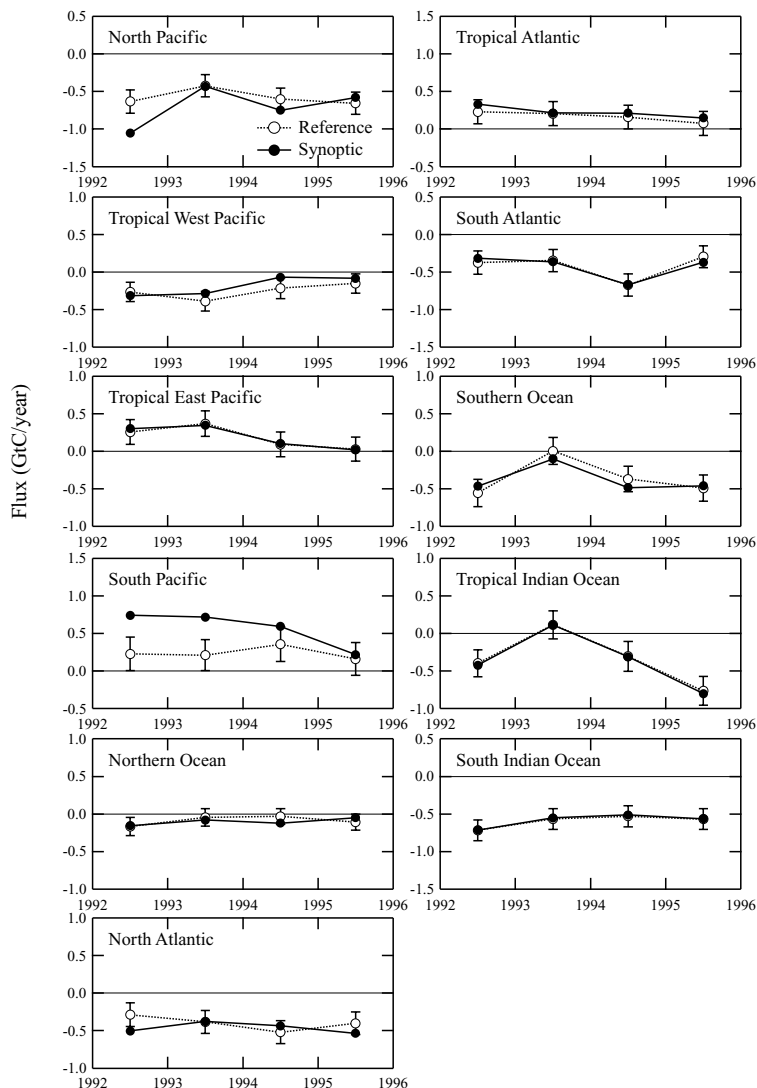 Flux (GtC/year)
0.5
0.0
-0.5
-1.0
-1.5
North Pacific
Reference
Synoptic
1992 1993 1994 1995 1996
1.5
1.0
0.5
0.0
-0.5
Tropical Atlantic
1992 1993 1994 1995 1996
1.0
0.5
0.0
-0.5
-1.0
Tropical West Pacific
1992 1993 1994 1995 1996
0.5
0.0
-0.5
-1.0
-1.5
South Atlantic
1992 1993 1994 1995 1996
1.0
0.5
0.0
-0.5
-1.0
Tropical East Pacific
1992 1993 1994 1995 1996
1.0
0.5
0.0
-0.5
-1.0
Southern Ocean
1992 1993 1994 1995 1996
1.5
1.0
0.5
0.0
-0.5
South Pacific
1992 1993 1994 1995 1996
1.0
0.5
0.0
-0.5
-1.0
Tropical Indian Ocean
1992 1993 1994 1995 1996
1.0
0.5
0.0
-0.5
-1.0
Northern Ocean
1992 1993 1994 1995 1996
0.5
0.0
-0.5
-1.0
-1.5
South Indian Ocean
1992 1993 1994 1995 1996
1.0
0.5
0.0
-0.5
-1.0
North Atlantic
1992 1993 1994 1995 1996